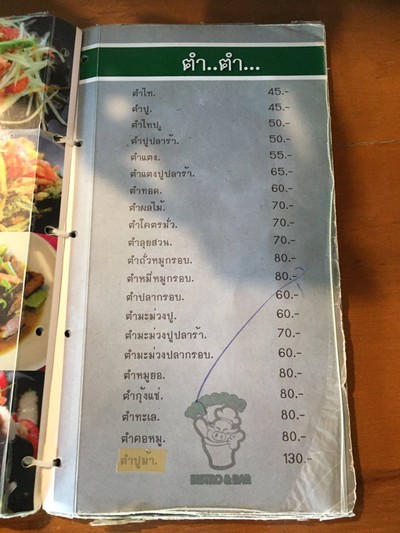 ตำ..ตำ...
ตำไท. 45.-
ตำปู. 45.-
ตำไทปู 50.-
ตำปูปลาร้า. 50.-
ตำแตง. 55.-
ตำแตงปูปลาร้า. 65.-
ตำทอด. 60.-
ตำผลไม้. 70.-
ตำโคตรมั่ว. 70.-
ตำลุยสวน. 70.-
ตำถั่วหมูกรอบ. 80.-
ตำหมี่หมูกรอบ. 80.-
ตำปลากรอบ. 60.-
ตำมะม่วงปู. 60.-
ตำมะม่วงปูปลาร้า. 70.-
ตำมะม่วงปลากรอบ. 60.-
ตำหมูยอ. 80.-
ตำกุ้งแช่. 80.-
ตำทะเล. 80.-
ตำคอหมู. 80.-
ตำปูม้า. 130.-
BISTRO & BAR